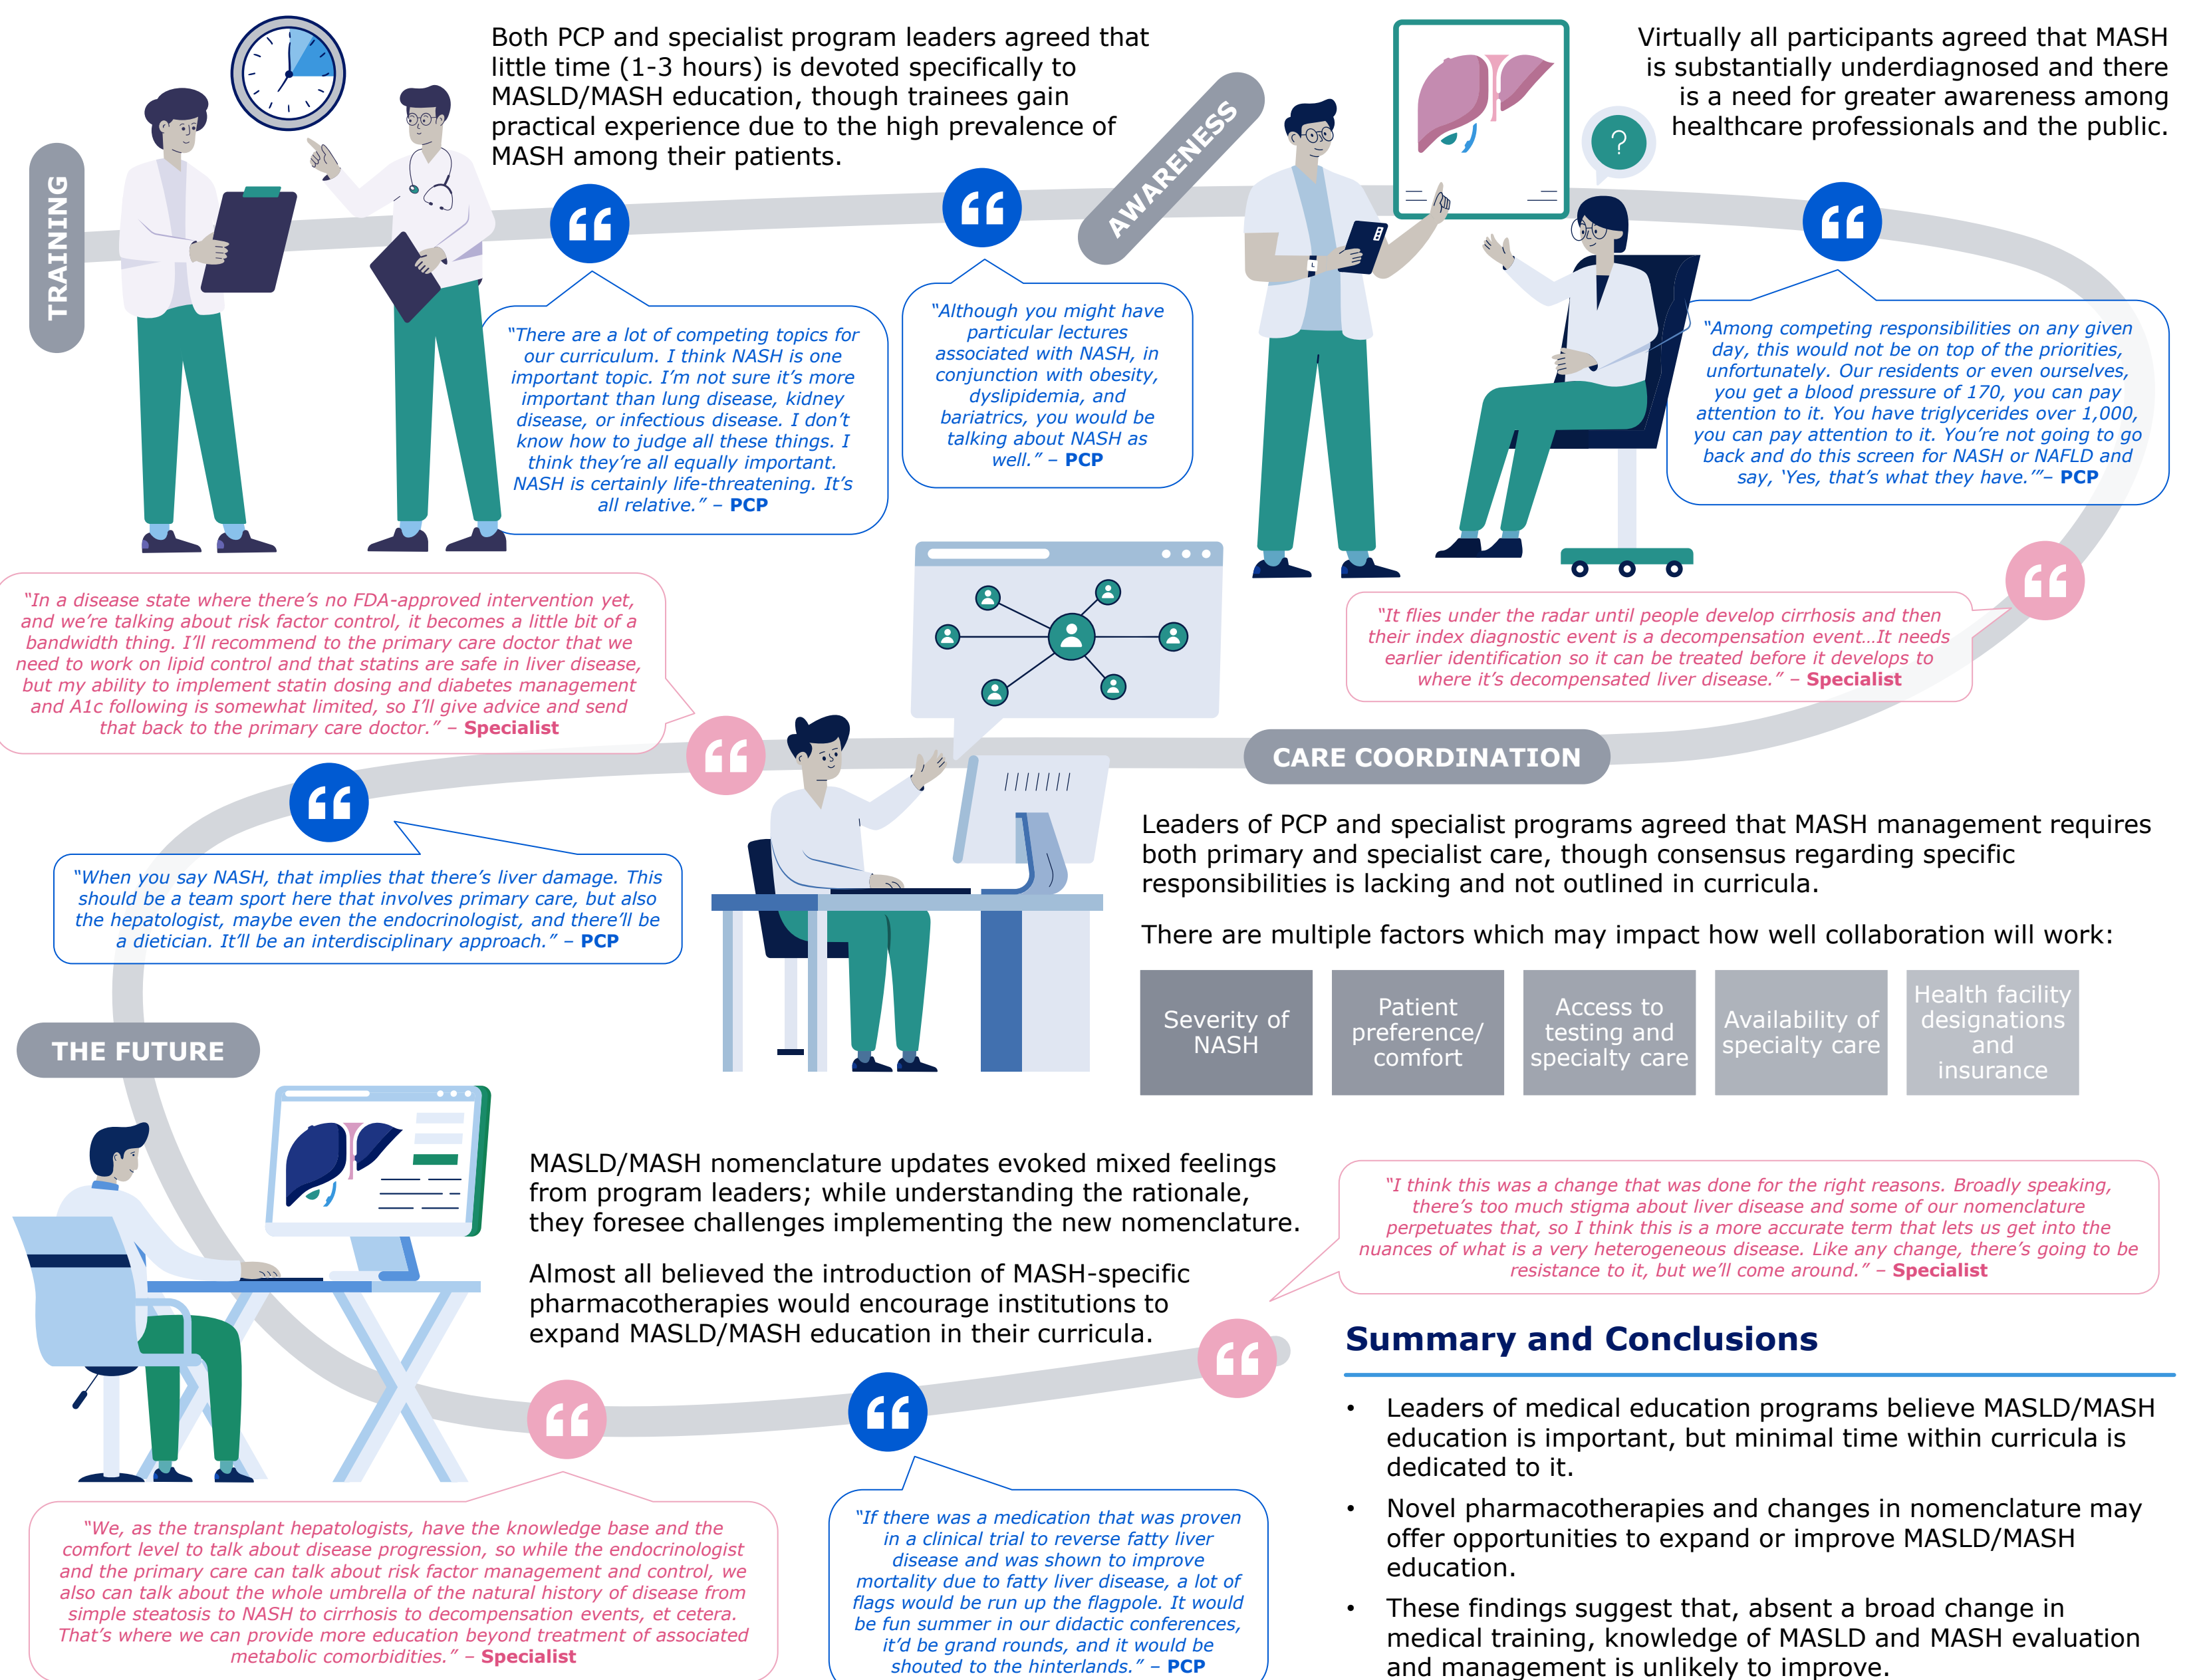 TRAINING
Both PCP and specialist program leaders agreed that
little time (1-3 hours) is devoted specifically to
MASLD/MASH education, though trainees gain
practical experience due to the high prevalence of
MASH among their patients.
“There are a lot of competing topics for
our curriculum. I think NASH is one
important topic. I’m not sure it’s more
important than lung disease, kidney
disease, or infectious disease. I don’t
know how to judge all these things. I
think they’re all equally important.
NASH is certainly life-threatening. It’s
all relative.” – PCP
“Although you might have
particular lectures
associated with NASH, in
conjunction with obesity,
dyslipidemia, and
bariatrics, you would be
talking about NASH as
well.” – PCP
AWARENESS
?
Virtually all participants agreed that MASH
is substantially underdiagnosed and there
is a need for greater awareness among
healthcare professionals and the public.
“Among competing responsibilities on any given
day, this would not be on top of the priorities,
unfortunately. Our residents or even ourselves,
you get a blood pressure of 170, you can pay
attention to it. You have triglycerides over 1,000,
you can pay attention to it. You’re not going to go
back and do this screen for NASH or NAFLD and
say, ‘Yes, that’s what they have.’”– PCP
“It flies under the radar until people develop cirrhosis and then
their index diagnostic event is a decompensation event…It needs
earlier identification so it can be treated before it develops to
where it’s decompensated liver disease.” – Specialist
CARE COORDINATION
Leaders of PCP and specialist programs agreed that MASH management requires
both primary and specialist care, though consensus regarding specific
responsibilities is lacking and not outlined in curricula.
There are multiple factors which may impact how well collaboration will work:
Severity of
NASH
Patient
preference/
comfort
Access to
testing and
specialty care
Availability of
specialty care
Health facility
designations
and
insurance
“In a disease state where there’s no FDA-approved intervention yet,
and we’re talking about risk factor control, it becomes a little bit of a
bandwidth thing. I’ll recommend to the primary care doctor that we
need to work on lipid control and that statins are safe in liver disease,
but my ability to implement statin dosing and diabetes management
and A1c following is somewhat limited, so I’ll give advice and send
that back to the primary care doctor.” – Specialist
“When you say NASH, that implies that there’s liver damage. This
should be a team sport here that involves primary care, but also
the hepatologist, maybe even the endocrinologist, and there’ll be
a dietician. It’ll be an interdisciplinary approach.” – PCP
THE FUTURE
MASLD/MASH nomenclature updates evoked mixed feelings
from program leaders; while understanding the rationale,
they foresee challenges implementing the new nomenclature.
Almost all believed the introduction of MASH-specific
pharmacotherapies would encourage institutions to
expand MASLD/MASH education in their curricula.
“We, as the transplant hepatologists, have the knowledge base and the
comfort level to talk about disease progression, so while the endocrinologist
and the primary care can talk about risk factor management and control, we
also can talk about the whole umbrella of the natural history of disease from
simple steatosis to NASH to cirrhosis to decompensation events, et cetera.
That’s where we can provide more education beyond treatment of associated
metabolic comorbidities.” – Specialist
“If there was a medication that was proven
in a clinical trial to reverse fatty liver
disease and was shown to improve
mortality due to fatty liver disease, a lot of
flags would be run up the flagpole. It would
be fun summer in our didactic conferences,
it’d be grand rounds, and it would be
shouted to the hinterlands.” – PCP
“I think this was a change that was done for the right reasons. Broadly speaking,
there’s too much stigma about liver disease and some of our nomenclature
perpetuates that, so I think this is a more accurate term that lets us get into the
nuances of what is a very heterogeneous disease. Like any change, there’s going to be
resistance to it, but we’ll come around.” – Specialist
Summary and Conclusions
• Leaders of medical education programs believe MASLD/MASH
education is important, but minimal time within curricula is
dedicated to it.
• Novel pharmacotherapies and changes in nomenclature may
offer opportunities to expand or improve MASLD/MASH
education.
• These findings suggest that, absent a broad change in
medical training, knowledge of MASLD and MASH evaluation
and management is unlikely to improve.